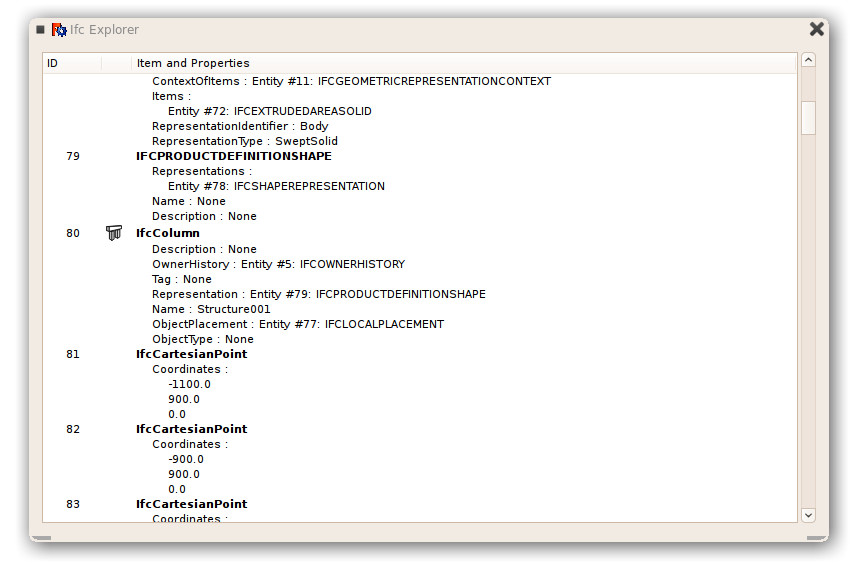 Ifc Explorer
ID Item and Properties
ContextOfItems : Entity #11: IFCGEOMETRICREPRESENTATIONCONTEXT
Items :
Entity #72: IFCEXTRUDEDAREASOLID
RepresentationIdentifier : Body
RepresentationType : SweptSolid
79 IFCPRODUCTDEFINITIONSHAPE
Representations :
Entity #78: IFCSHAPEREPRESENTATION
Name : None
Description : None
80 IfcColumn
Description : None
OwnerHistory : Entity #5: IFCOWNERHISTORY
Tag : None
Representation : Entity #79: IFCPRODUCTDEFINITIONSHAPE
Name : Structure001
ObjectPlacement : Entity #77: IFCLOCALPLACEMENT
ObjectType : None
81 IfcCartesianPoint
Coordinates :
-1100.0
900.0
0.0
82 IfcCartesianPoint
Coordinates :
-900.0
900.0
0.0
83 IfcCartesianPoint
Coordinates :